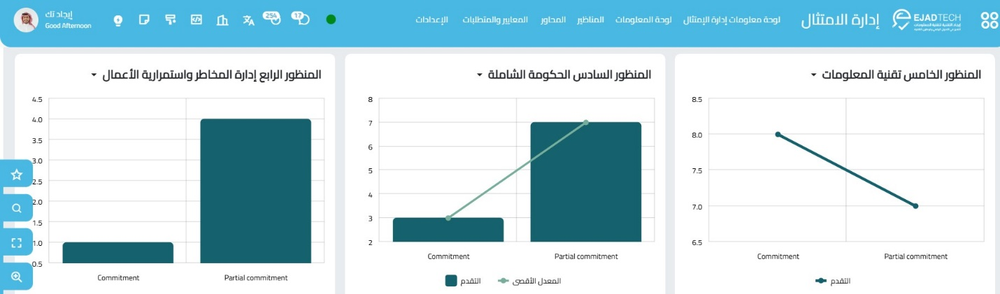 EJADTECH
إدارة الامتثال
لوحة معلومات إدارة الإمتثال
لوحة المعلومات
المناظير
المحاور
المعايير والمتطلبات
الإعدادات
17
254
إيجاد تك
Good Afternoon
المنظور الخامس تقنية المعلومات
8.5
8.0
7.5
7.0
6.5
Commitment
Partial commitment
التقدم
المنظور السادس الحكومة الشاملة
8
7
6
5
4
3
2
Commitment
Partial commitment
المعدل الأقصى
التقدم
المنظور الرابع إدارة المخاطر واستمرارية الأعمال
4.5
4.0
3.5
3.0
2.5
2.0
1.5
1.0
0.5
Commitment
Partial commitment